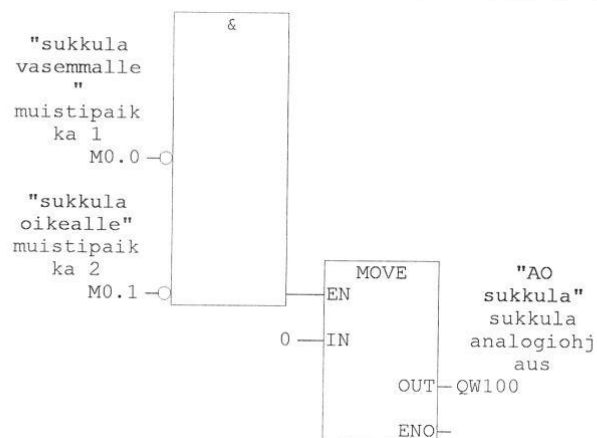 &
"sukkula
vasemmalle
"
muistipaik
ka 1
M0.0
"sukkula
oikealle"
muistipaik
ka 2
M0.1
MOVE
EN
0
IN
"AO
sukkula"
sukkula
analogiohj
aus
OUT
QW100
ENO